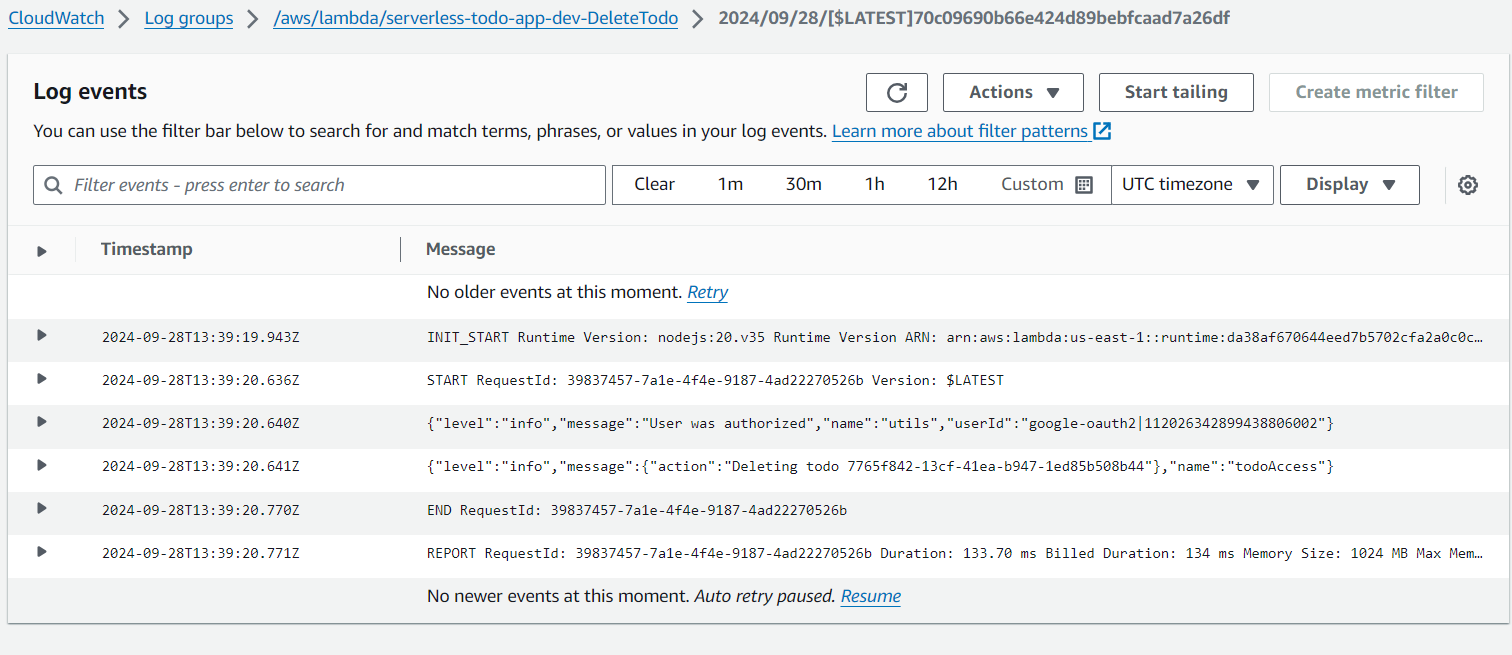 CloudWatch > Log groups > /aws/lambda/serverless-todo-app-dev-DeleteTodo > 2024/09/28/[$LATEST]70c09690b66e424d89bebfcaad7a26df
Log events
Actions
Start tailing
Create metric filter
You can use the filter bar below to search for and match terms, phrases, or values in your log events. Learn more about filter patterns
Filter events - press enter to search
Clear 1m 30m 1h 12h Custom UTC timezone Display
Timestamp Message
No older events at this moment. Retry
2024-09-28T13:39:19.943Z INIT_START Runtime Version: nodejs:20.v35 Runtime Version ARN: arn:aws:lambda:us-east-1::runtime:da38af670644eed7b5702cfa2a0c0c…
2024-09-28T13:39:20.636Z START RequestId: 39837457-7a1e-4f4e-9187-4ad22270526b Version: $LATEST
2024-09-28T13:39:20.640Z {"level":"info","message":"User was authorized","name":"utils","userId":"google-oauth2|112026342899438806002"}
2024-09-28T13:39:20.641Z {"level":"info","message":{"action":"Deleting todo 7765f842-13cf-41ea-b947-1ed85b508b44"},"name":"todoAccess"}
2024-09-28T13:39:20.770Z END RequestId: 39837457-7a1e-4f4e-9187-4ad22270526b
2024-09-28T13:39:20.771Z REPORT RequestId: 39837457-7a1e-4f4e-9187-4ad22270526b Duration: 133.70 ms Billed Duration: 134 ms Memory Size: 1024 MB Max Mem…
No newer events at this moment. Auto retry paused. Resume